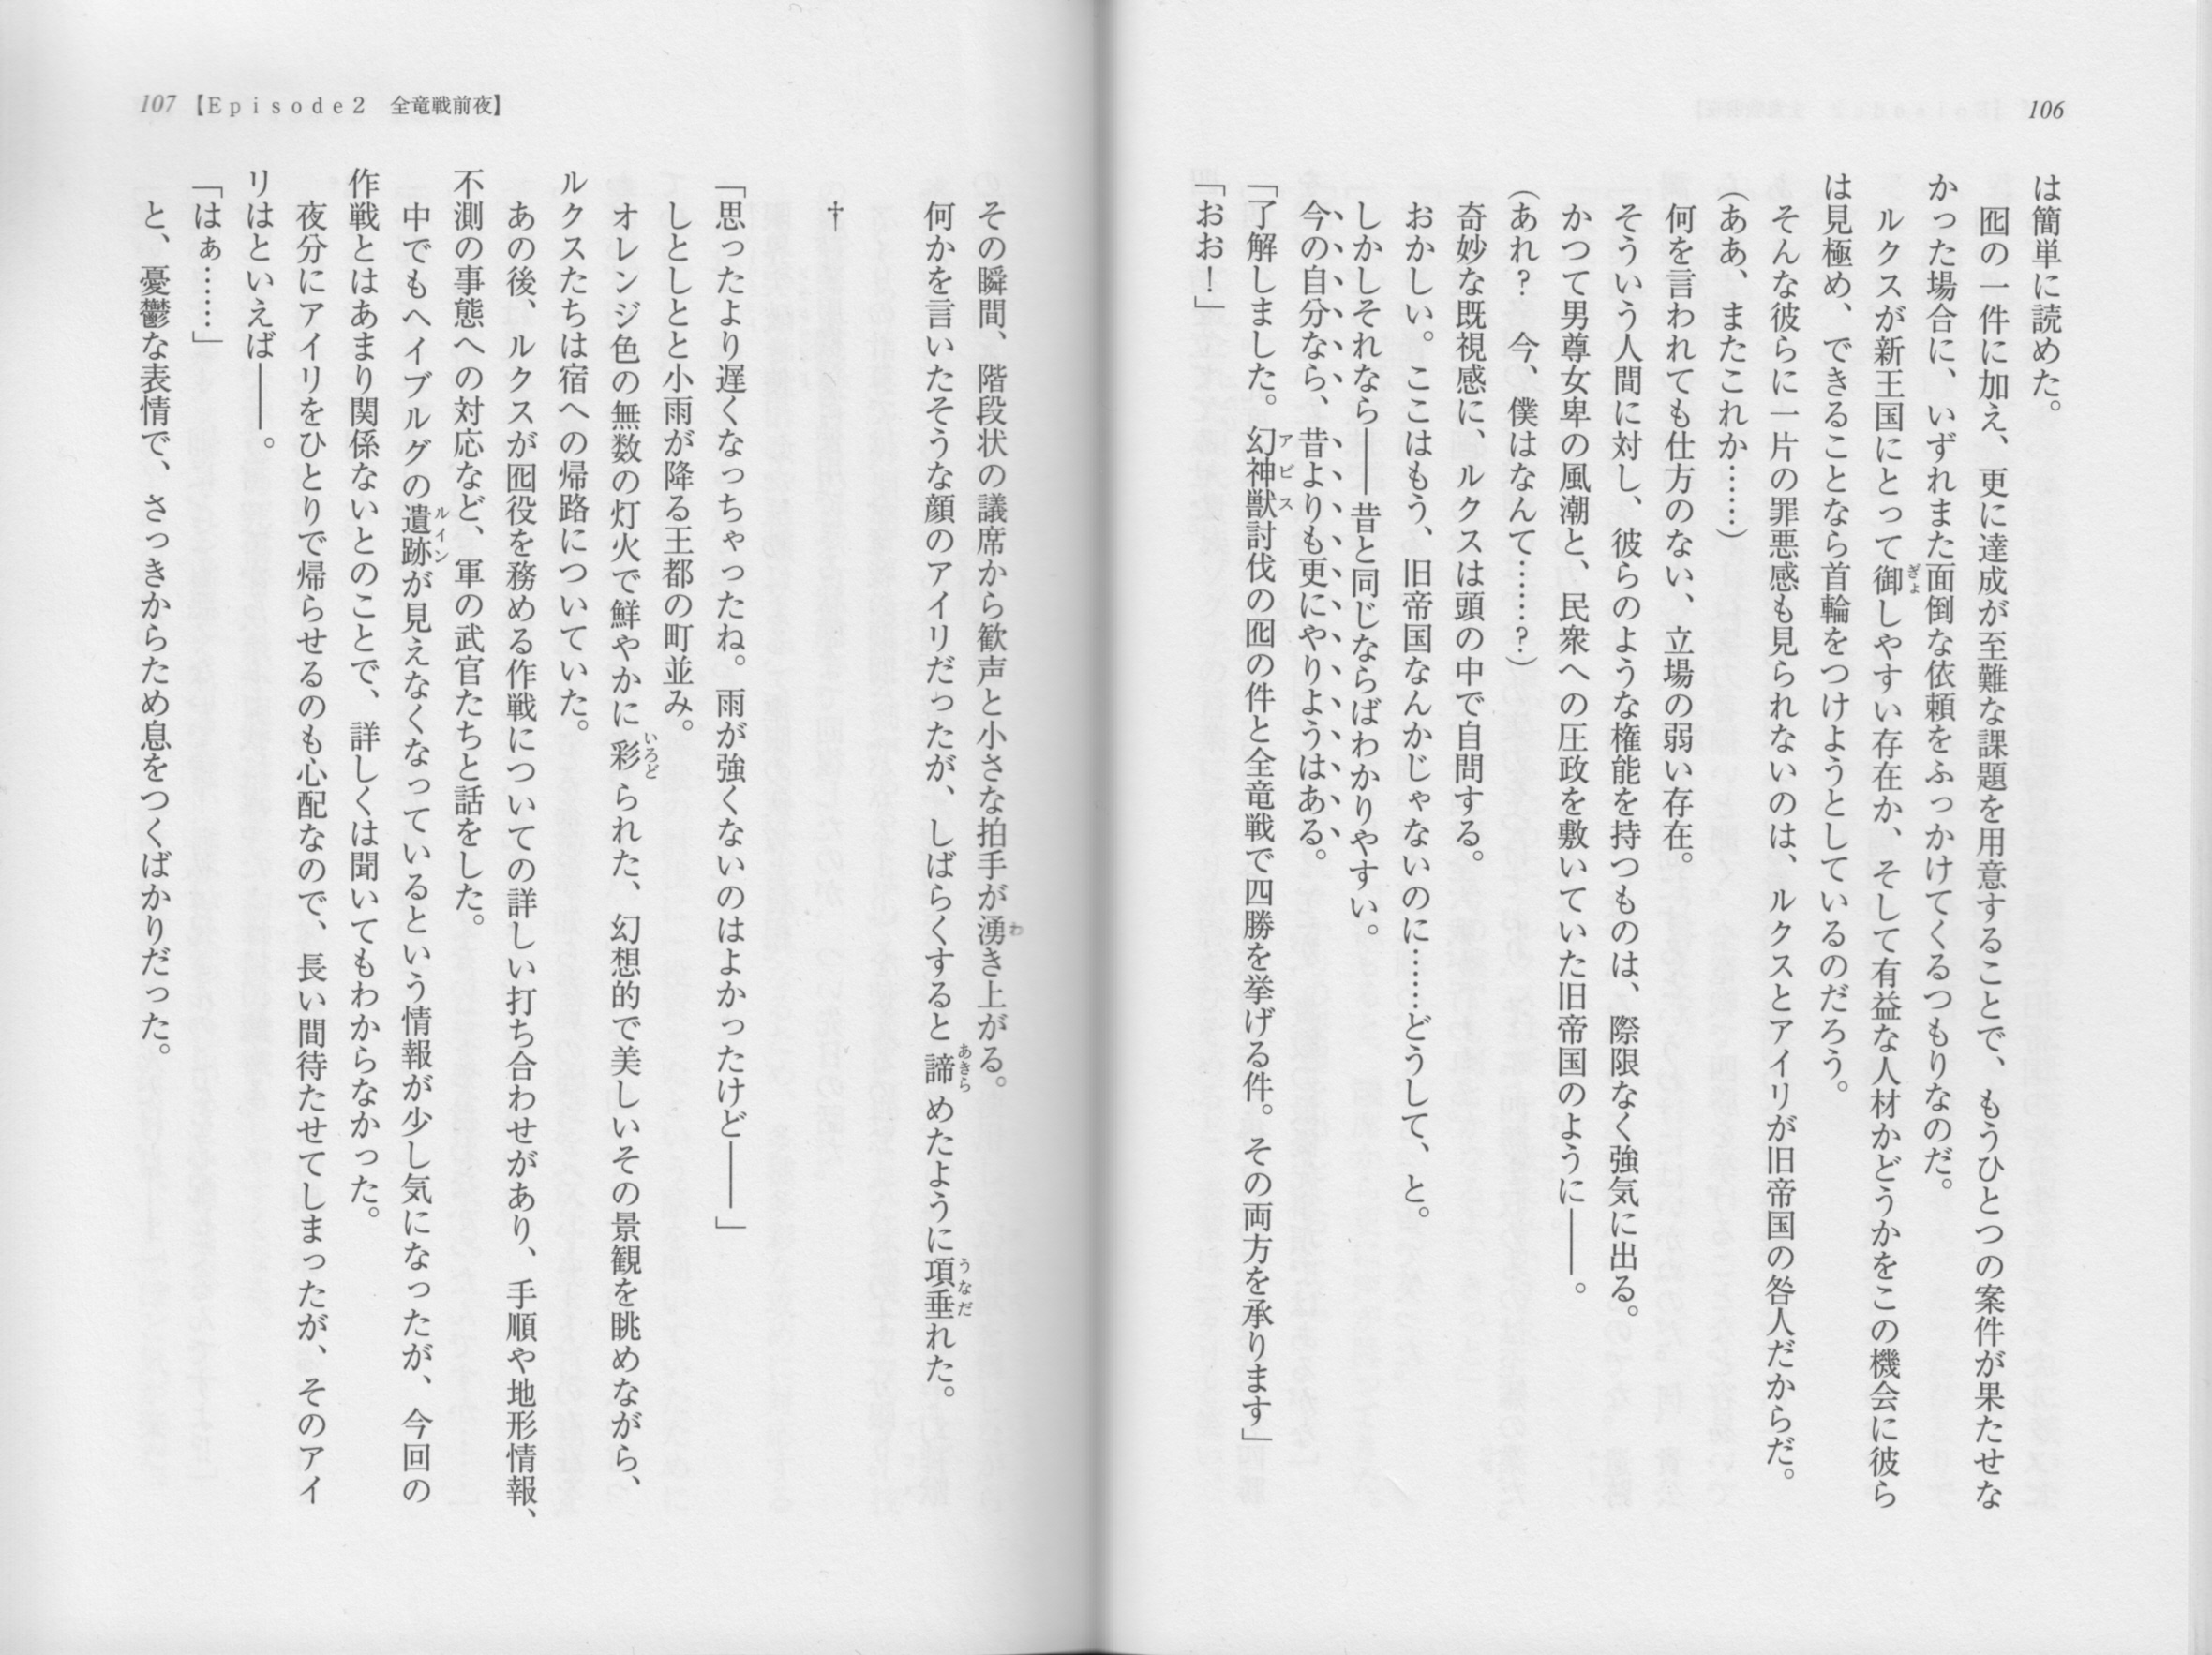 106
は簡単に読めた。
囮の一件に加え、更に達成が至難な課題を用意することで、もうひとつの案件が果たせな
かった場合に、いずれまた面倒な依頼をふっかけてくるつもりなのだ。
ルクスが新王国にとって御しやすい存在か、そして有益な人材かどうかをこの機会に彼ら
ぎょ
は見極め、できることなら首輪をつけようとしているのだろう。
そんな彼らに一片の罪悪感も見られないのは、ルクスとアイリが旧帝国の咎人だからだ。
（ああ、またこれか……）
何を言われても仕方のない、立場の弱い存在。
そういう人間に対し、彼らのような権能を持つものは、際限なく強気に出る。
かつて男尊女卑の風潮と、民衆への圧政を敷いていた旧帝国のように――。
（あれ？　今、僕はなんて……？）
奇妙な既視感に、ルクスは頭の中で自問する。
おかしい。ここはもう、旧帝国なんかじゃないのに……どうして、と。
しかしそれなら――昔と同じならばわかりやすい。
今の自分なら、昔よりも更にやりようはある。
「了解しました。幻神獣討伐の囮の件と全竜戦で四勝を挙げる件。その両方を承ります」
アビス
「おお！」
107【Episode2　全竜戦前夜】
その瞬間、階段状の議席から歓声と小さな拍手が湧き上がる。
わ
何かを言いたそうな顔のアイリだったが、しばらくすると諦めたように項垂れた。
あきら
うなだ
†
「思ったより遅くなっちゃったね。雨が強くないのはよかったけど――」
しとしとと小雨が降る王都の町並み。
オレンジ色の無数の灯火で鮮やかに彩られた、幻想的で美しいその景観を眺めながら、
いろど
ルクスたちは宿への帰路についていた。
あの後、ルクスが囮役を務める作戦についての詳しい打ち合わせがあり、手順や地形情報、
不測の事態への対応など、軍の武官たちと話をした。
中でもヘイブルグの遺跡が見えなくなっているという情報が少し気になったが、今回の
ルイン
作戦とはあまり関係ないとのことで、詳しくは聞いてもわからなかった。
夜分にアイリをひとりで帰らせるのも心配なので、長い間待たせてしまったが、そのアイ
リはといえば――。
「はぁ……」
と、憂鬱な表情で、さっきからため息をつくばかりだった。